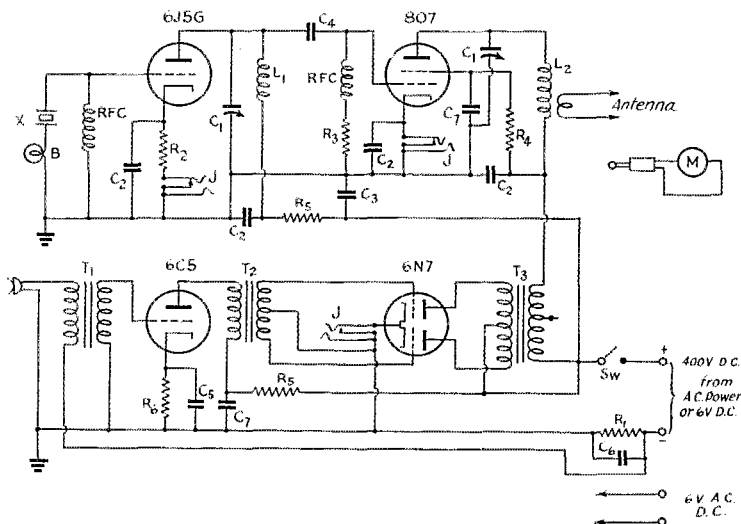 6J5G
807
C4
C1
L2
X
RFC
C1
L1
RFC
C7
R4
Antenna
B
R2
R3
C2
J
C2
J
C2
M
C2
R5
C3
T1
6C5
T2
6N7
T3
J
R6
C5
C7
R5
Sw
+
400V D.C.
from
A.C. Power
or 6V D.C.
R1
–
C6
6V A.C.
D.C.